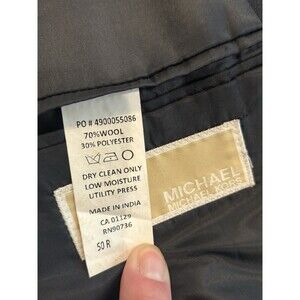 PO # 4900055086
70%WOOL
30% POLYESTER
DRY CLEAN ONLY
LOW MOISTURE
UTILITY PRESS
MADE IN INDIA
CA 01129
RN90736
50 R
MICHAEL
MICHAEL KORS